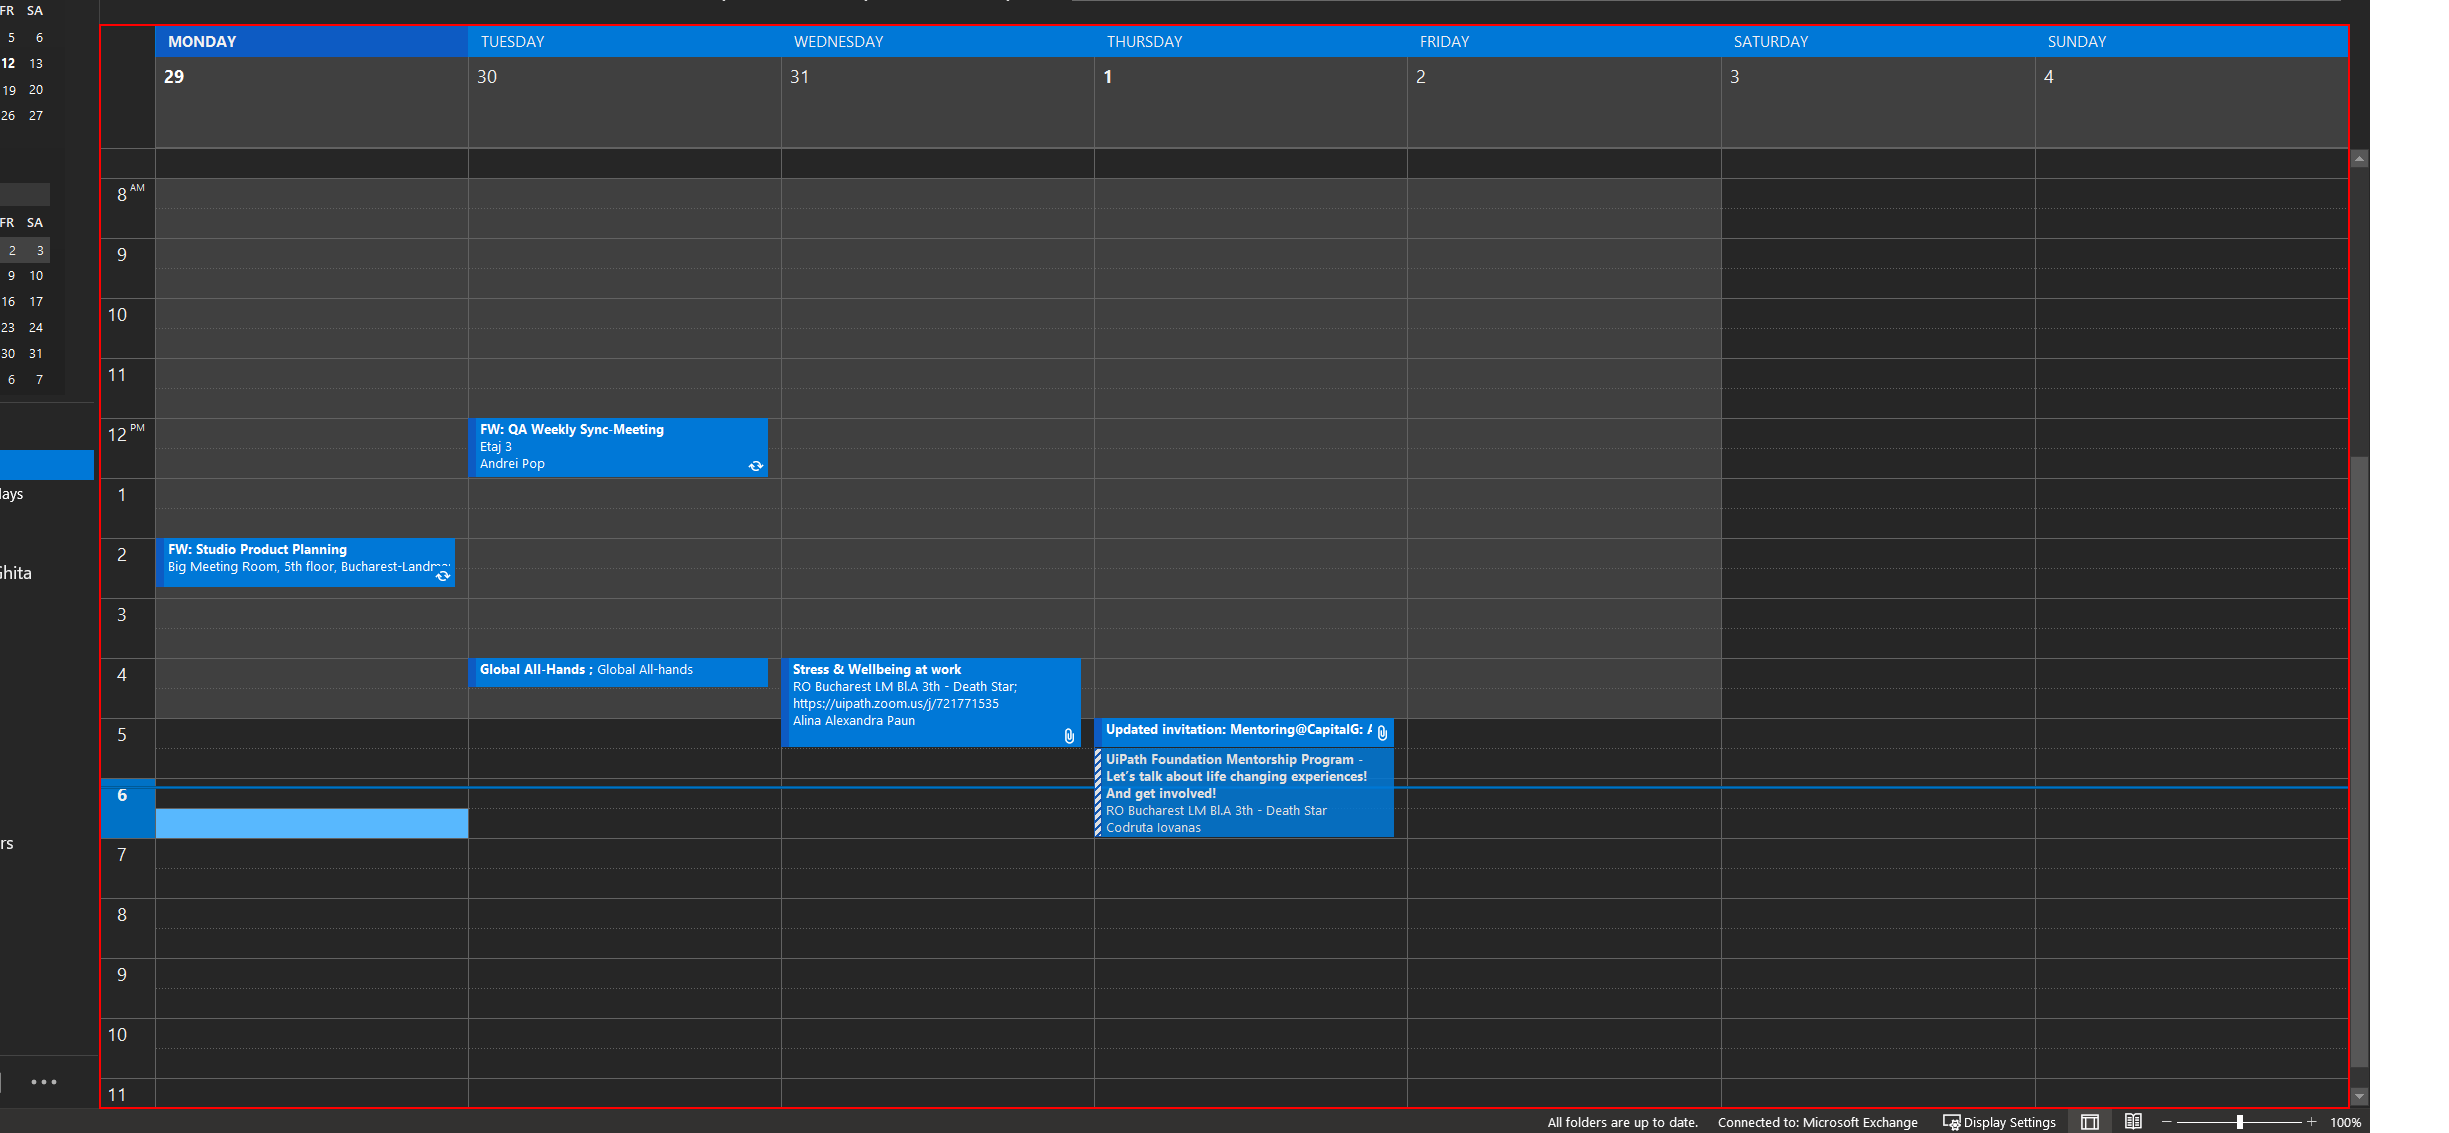 FR SA
5 6
12 13
19 20
26 27
FR SA
2 3
9 10
16 17
23 24
30 31
6 7
MONDAY TUESDAY WEDNESDAY THURSDAY FRIDAY SATURDAY SUNDAY
29 30 31 1 2 3 4
8 AM
9
10
11
12 PM
FW: QA Weekly Sync-Meeting
Etaj 3
Andrei Pop
1
2
FW: Studio Product Planning
Big Meeting Room, 5th floor, Bucharest-Landma
3
4
Global All-Hands ; Global All-hands
Stress & Wellbeing at work
RO Bucharest LM Bl.A 3th - Death Star;
https://uipath.zoom.us/j/721771535
Alina Alexandra Paun
5
Updated invitation: Mentoring@CapitalG: A
UiPath Foundation Mentorship Program -
Let's talk about life changing experiences!
And get involved!
RO Bucharest LM Bl.A 3th - Death Star
Codruta Iovanas
6
7
8
9
10
11
All folders are up to date. Connected to: Microsoft Exchange Display Settings 100%